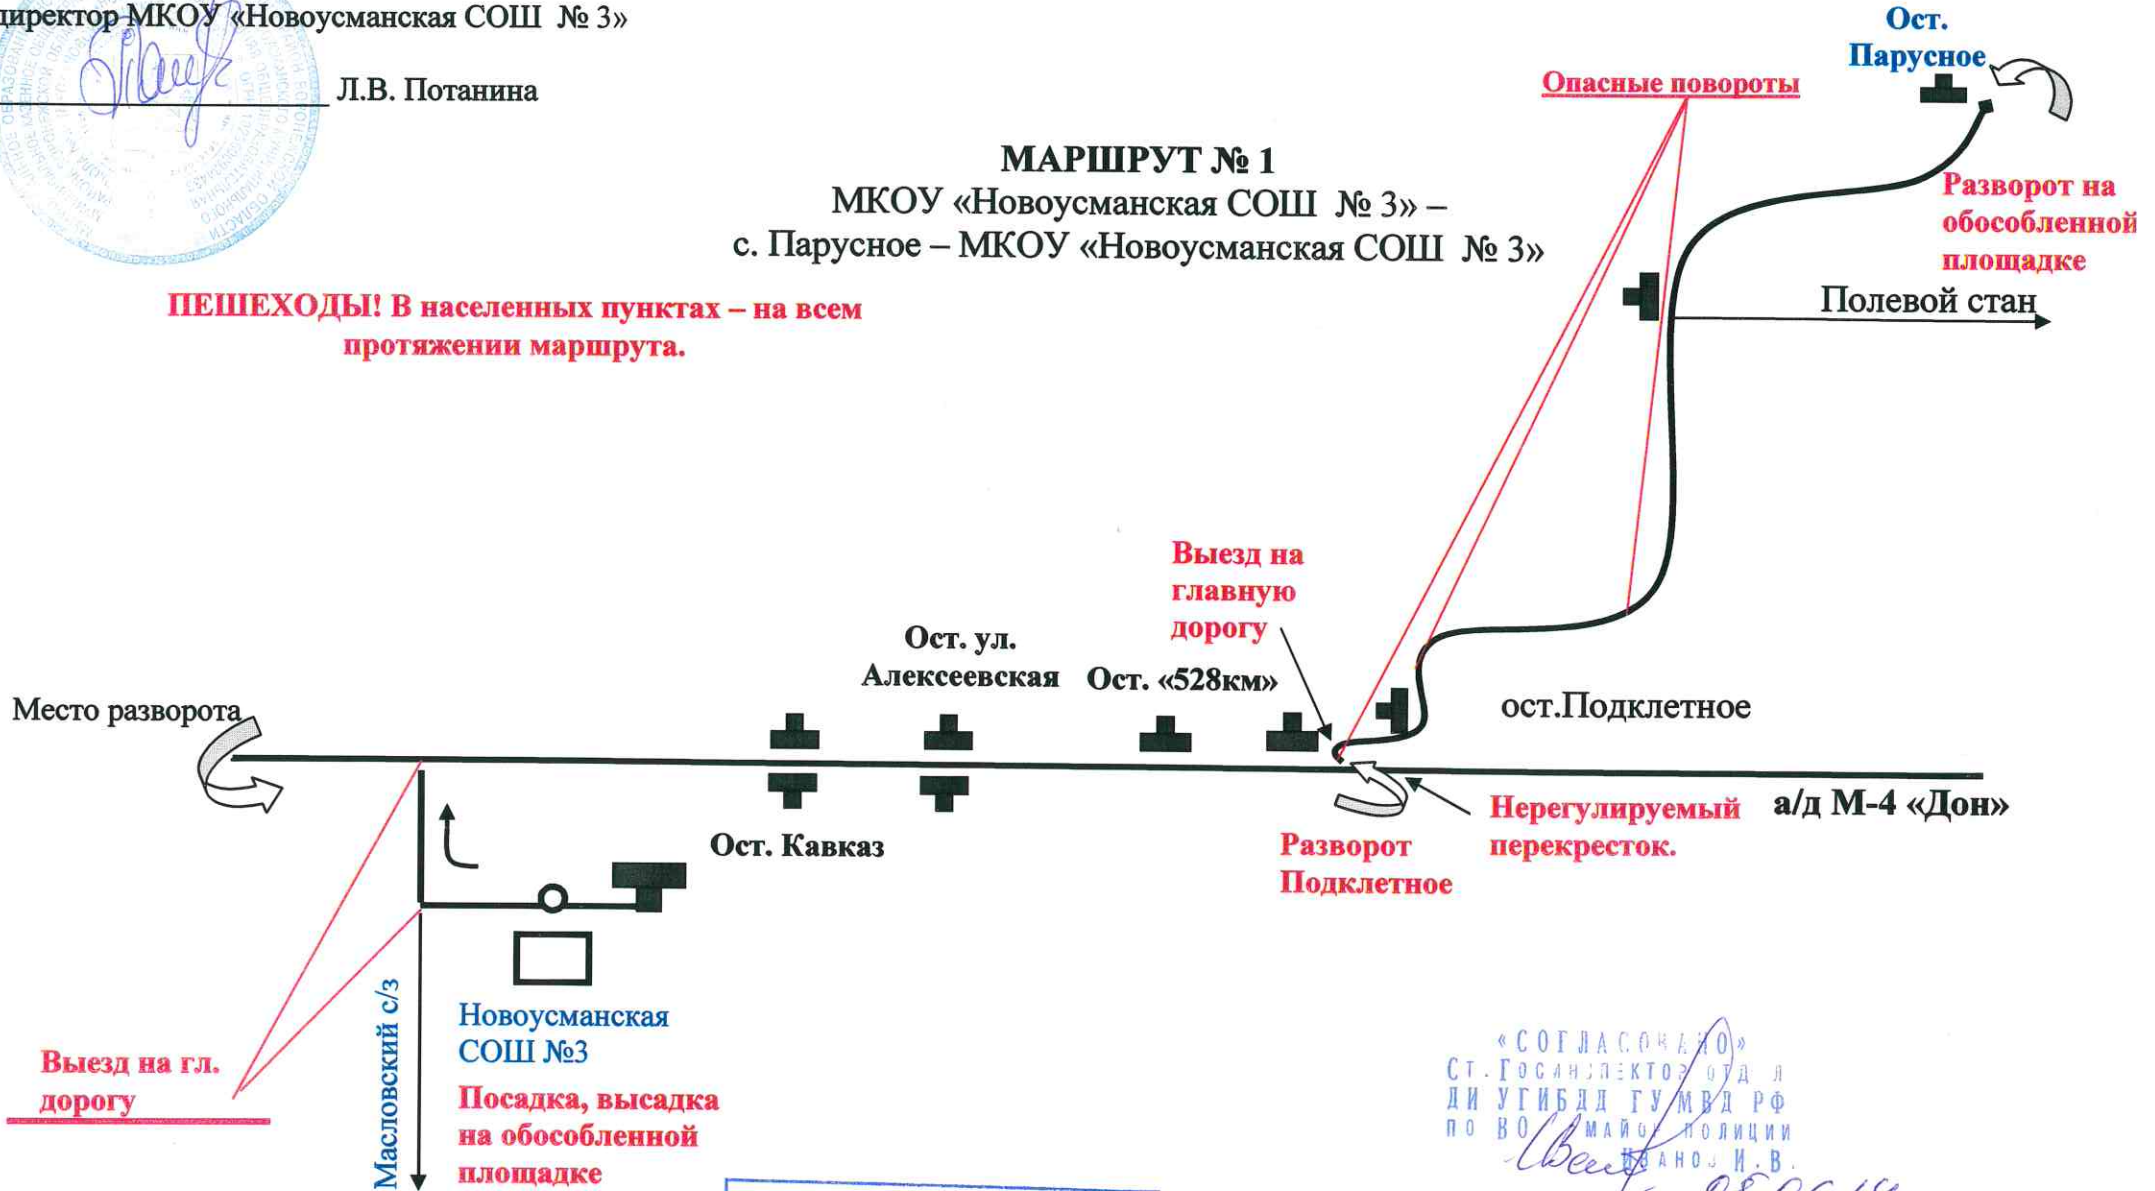 директор МКОУ «Новоусманская СОШ № 3»
Л.В. Потанина
МАРШРУТ № 1
МКОУ «Новоусманская СОШ № 3» –
с. Парусное – МКОУ «Новоусманская СОШ № 3»
ПЕШЕХОДЫ! В населенных пунктах – на всем
протяжении маршрута.
Ост.
Парусное
Опасные повороты
Разворот на
обособленной
площадке
Полевой стан
Выезд на
главную
дорогу
Ост. ул.
Алексеевская
Ост. «528км»
ост.Подклетное
Место разворота
Ост. Кавказ
Нерегулируемый
перекресток.
а/д М-4 «Дон»
Разворот
Подклетное
Новоусманская
СОШ №3
Посадка, высадка
на обособленной
площадке
Масловский с/з
Выезд на гл.
дорогу
«СОГЛАСОВАНО»
Ст.Госинспектор
ДИ УГИБДД ГУ МВД РФ
ПО ВО майор полиции
Иванов И.В.